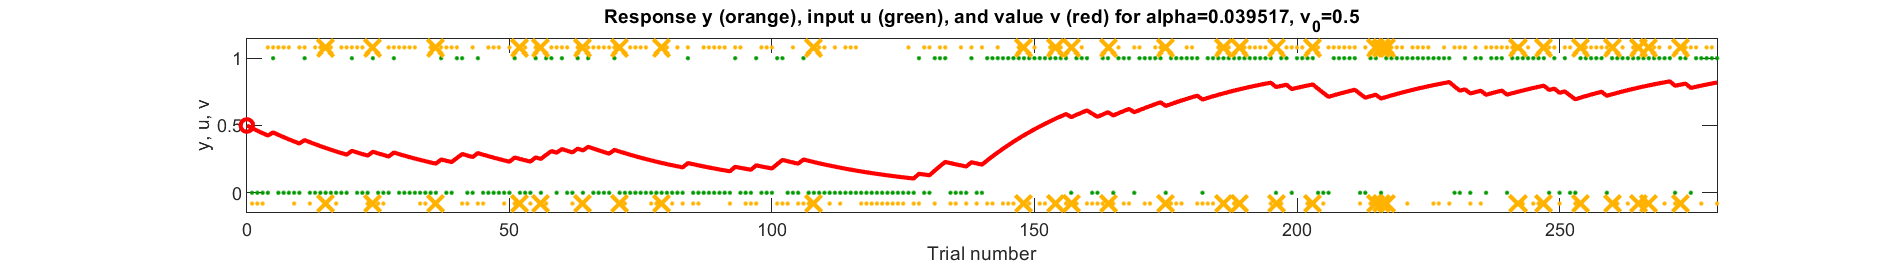 Response y (orange), input u (green), and value v (red) for alpha=0.039517, v0=0.5
y, u, v
1
0.5
0
0 50 100 150 200 250
Trial number